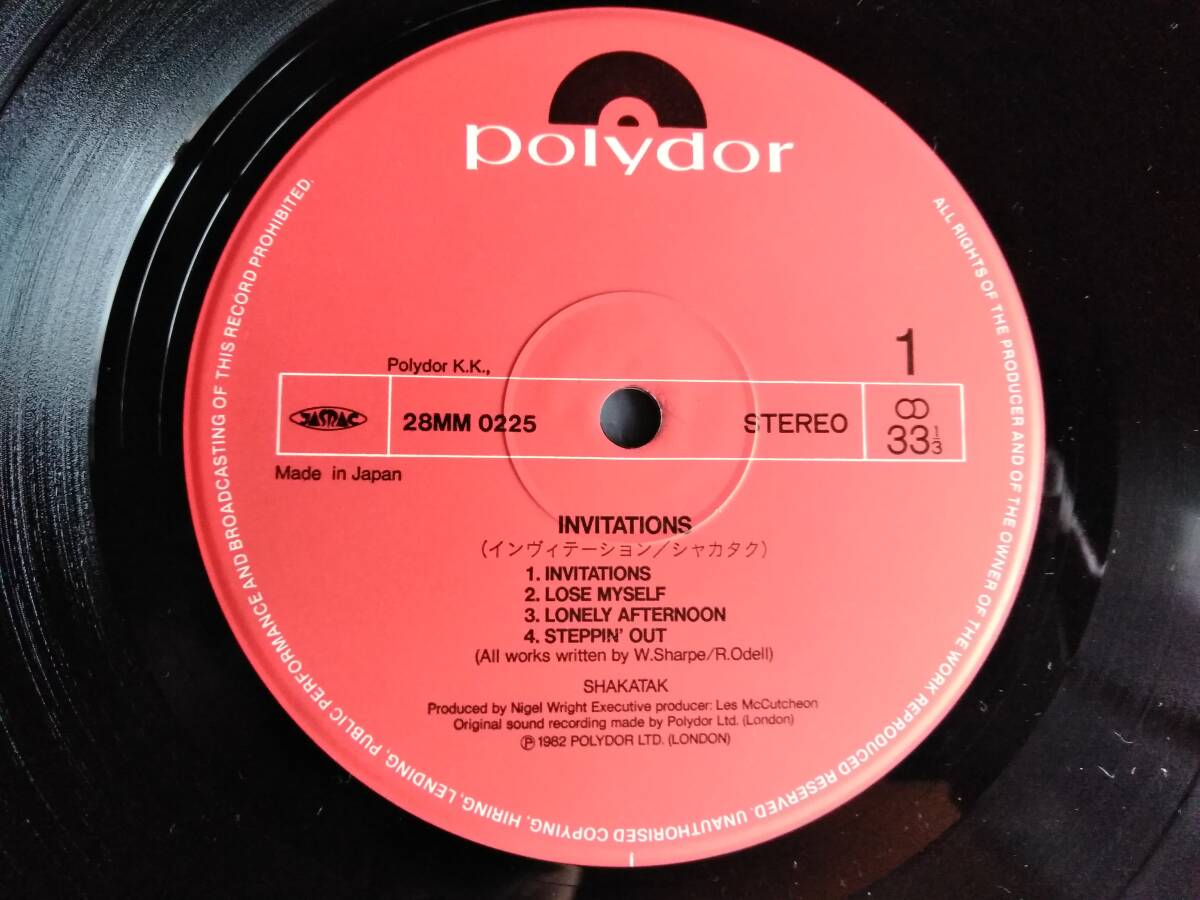 polydor
1
Polydor K.K.,
JASRAC
28MM 0225
STEREO
33 1/3
Made in Japan
INVITATIONS
(インヴィテーション/シャカタク)
1. INVITATIONS
2. LOSE MYSELF
3. LONELY AFTERNOON
4. STEPPIN' OUT
(All works written by W.Sharpe/R.Odell)
SHAKATAK
Produced by Nigel Wright Executive producer: Les McCutcheon
Original sound recording made by Polydor Ltd. (London)
℗ 1982 POLYDOR LTD. (LONDON)
ALL RIGHTS OF THE PRODUCER AND OF THE OWNER OF THE WORK REPRODUCED RESERVED. UNAUTHORISED COPYING, HIRING, LENDING, PUBLIC PERFORMANCE AND BROADCASTING OF THIS RECORD PROHIBITED.